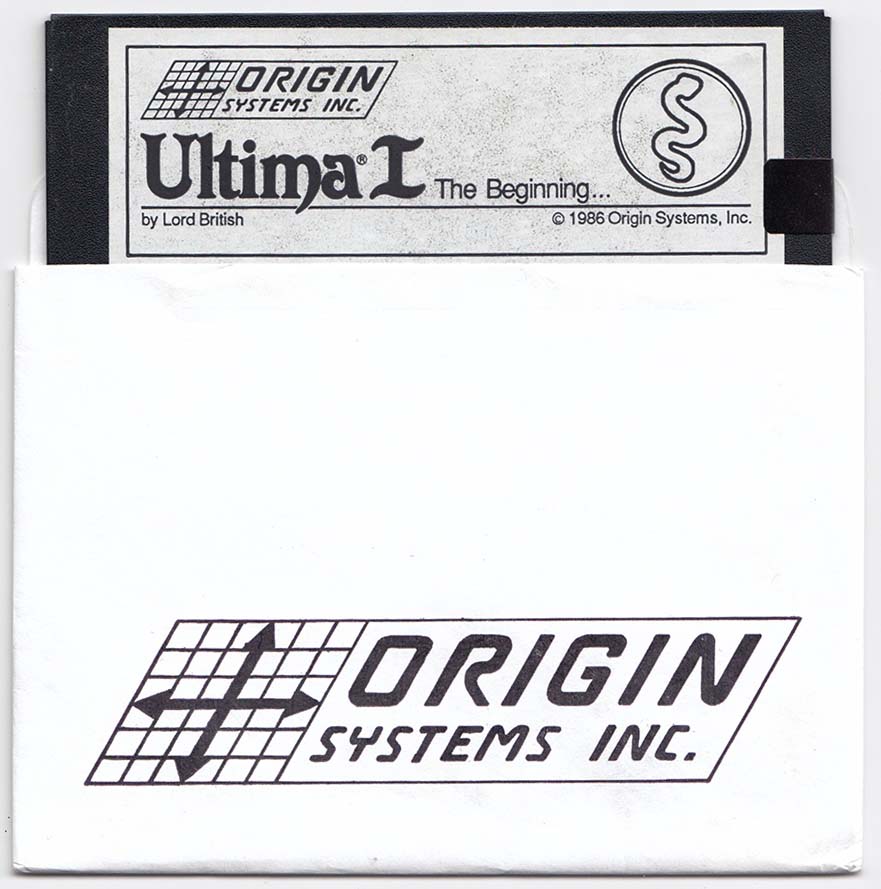 ORIGIN
SYSTEMS INC.
Ultima® I The Beginning...
by Lord British © 1986 Origin Systems, Inc.
ORIGIN
SYSTEMS INC.